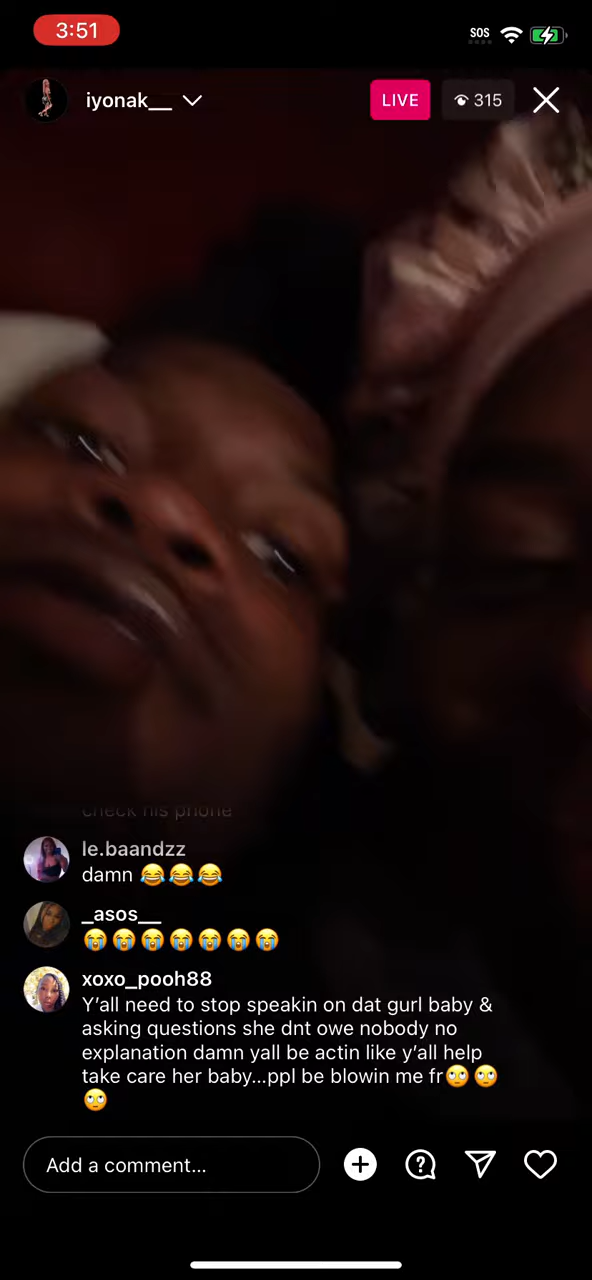 3:51
SOS
iyonak__
LIVE
315
check his phone
le.baandzz
damn 😂😂😂
_asos__
😭😭😭😭😭😭😭
xoxo_pooh88
Y'all need to stop speakin on dat gurl baby &
asking questions she dnt owe nobody no
explanation damn yall be actin like y'all help
take care her baby...ppl be blowin me fr🙄🙄
🙄
Add a comment...